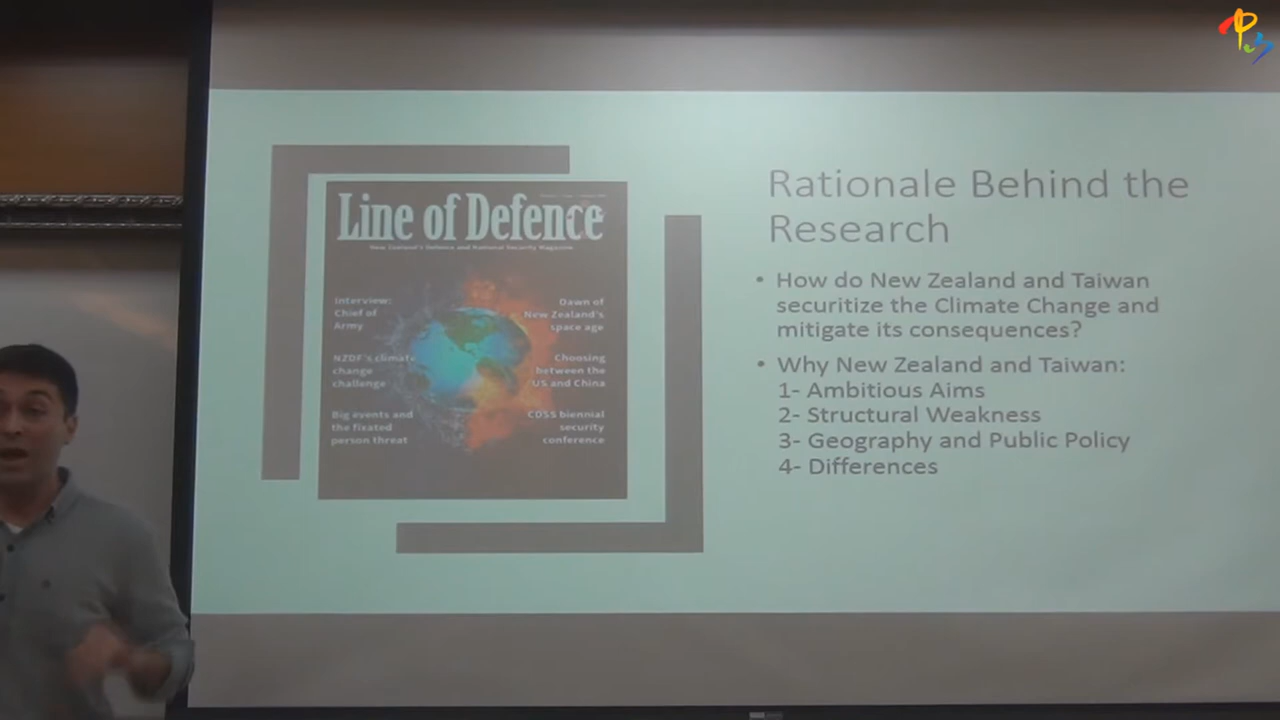 Line of Defence
New Zealand's Defence and National Security Magazine
Interview:
Chief of
Army
NZDF's climate
change
challenge
Big events and
the fixated
person threat
Dawn of
New Zealand's
space age
Choosing
between the
US and China
CDSS biennial
security
conference
Rationale Behind the
Research
• How do New Zealand and Taiwan
securitize the Climate Change and
mitigate its consequences?
• Why New Zealand and Taiwan:
1- Ambitious Aims
2- Structural Weakness
3- Geography and Public Policy
4- Differences